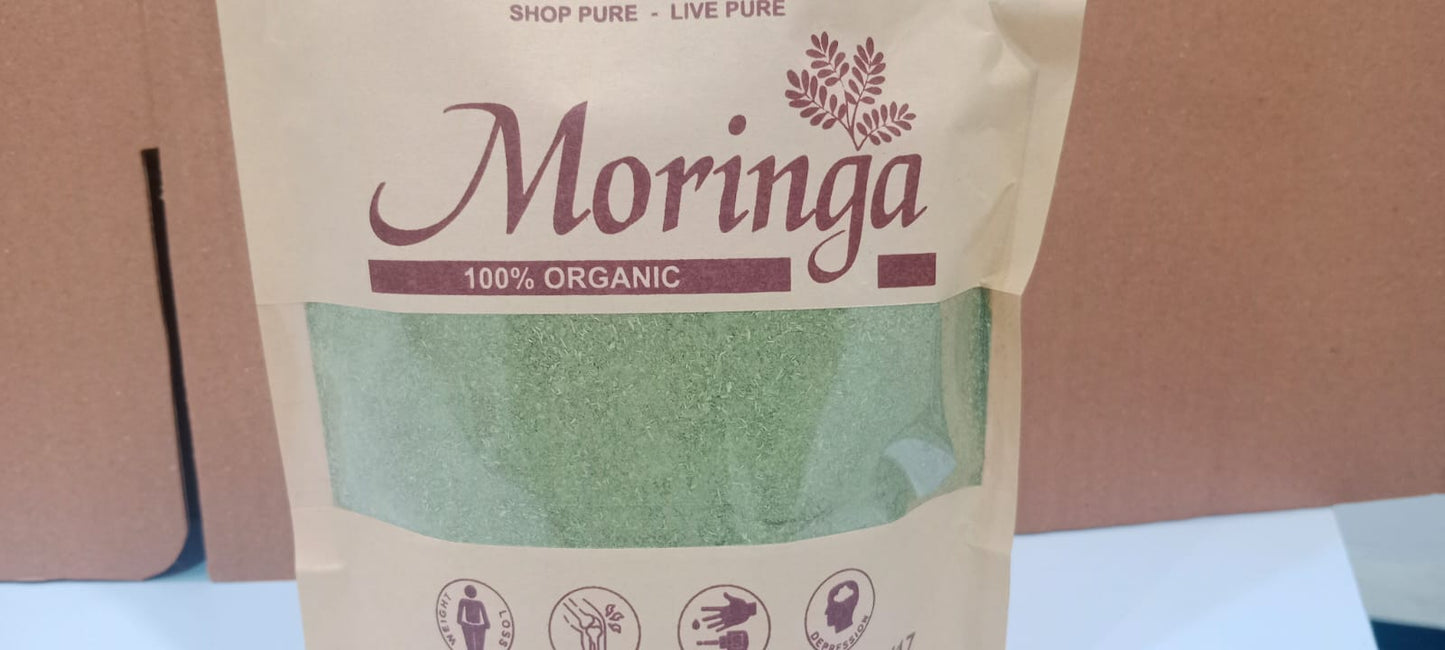 SHOP PURE - LIVE PURE
Moringa
100% ORGANIC
WEIGHT LOSS
DEPRESSION